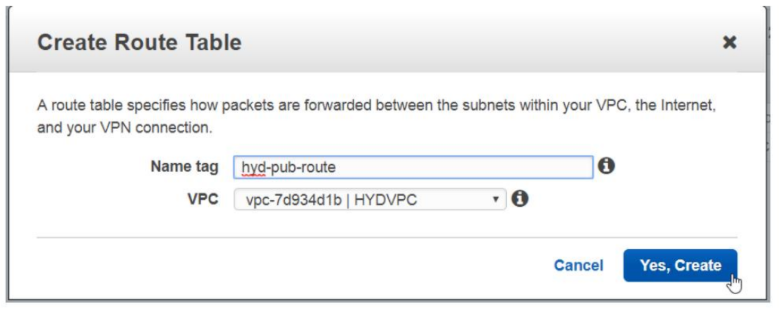 Create Route Table
A route table specifies how packets are forwarded between the subnets within your VPC, the Internet,
and your VPN connection.
Name tag hyd-pub-route
VPC vpc-7d934d1b | HYDVPC
Cancel Yes, Create